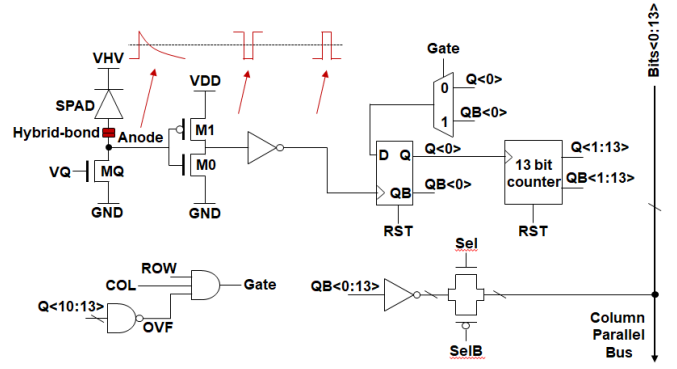 VHV
SPAD
Hybrid-bond
Anode
VQ
MQ
GND
VDD
M1
M0
GND
Gate
0
1
Q<0>
QB<0>
D
Q
QB
Q<0>
QB<0>
RST
13 bit
counter
Q<1:13>
QB<1:13>
RST
Bits<0:13>
ROW
COL
Q<10:13>
OVF
Gate
QB<0:13>
Sel
SelB
Column
Parallel
Bus